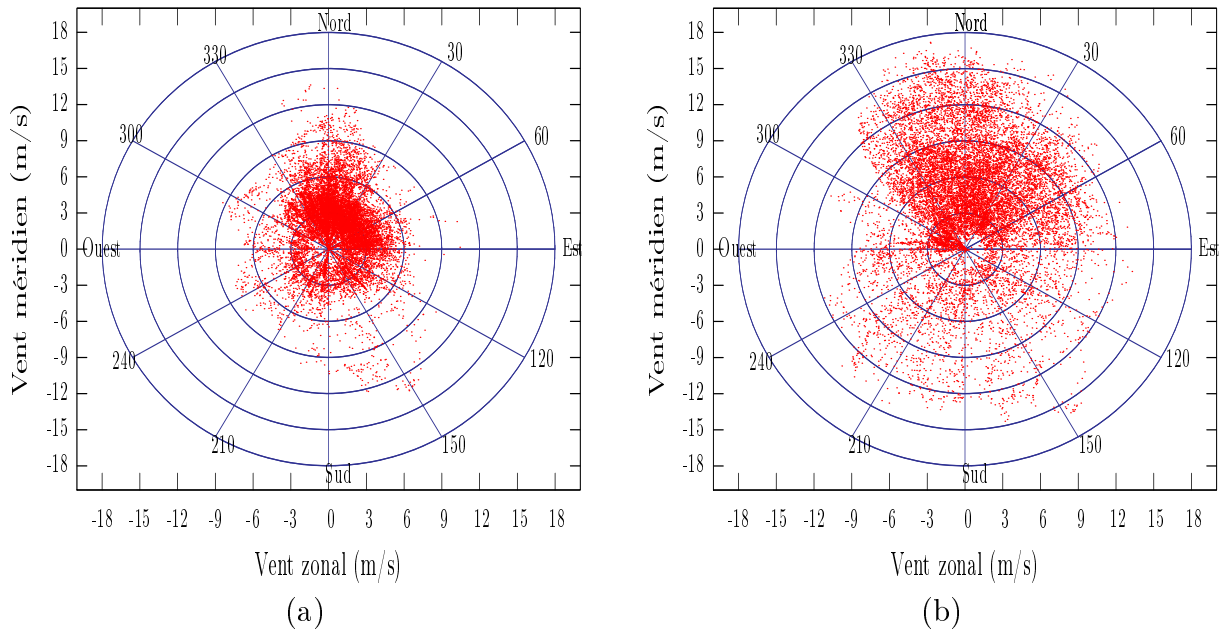 Nord
Vent méridien (m/s)
18
15
12
9
6
3
0
-3
-6
-9
-12
-15
-18
330
30
300
60
Ouest
Est
240
120
210
150
Sud
-18 -15 -12 -9 -6 -3 0 3 6 9 12 15 18
Vent zonal (m/s)
(a)
Nord
Vent méridien (m/s)
18
15
12
9
6
3
0
-3
-6
-9
-12
-15
-18
330
30
300
60
Ouest
Est
240
120
210
150
Sud
-18 -15 -12 -9 -6 -3 0 3 6 9 12 15 18
Vent zonal (m/s)
(b)